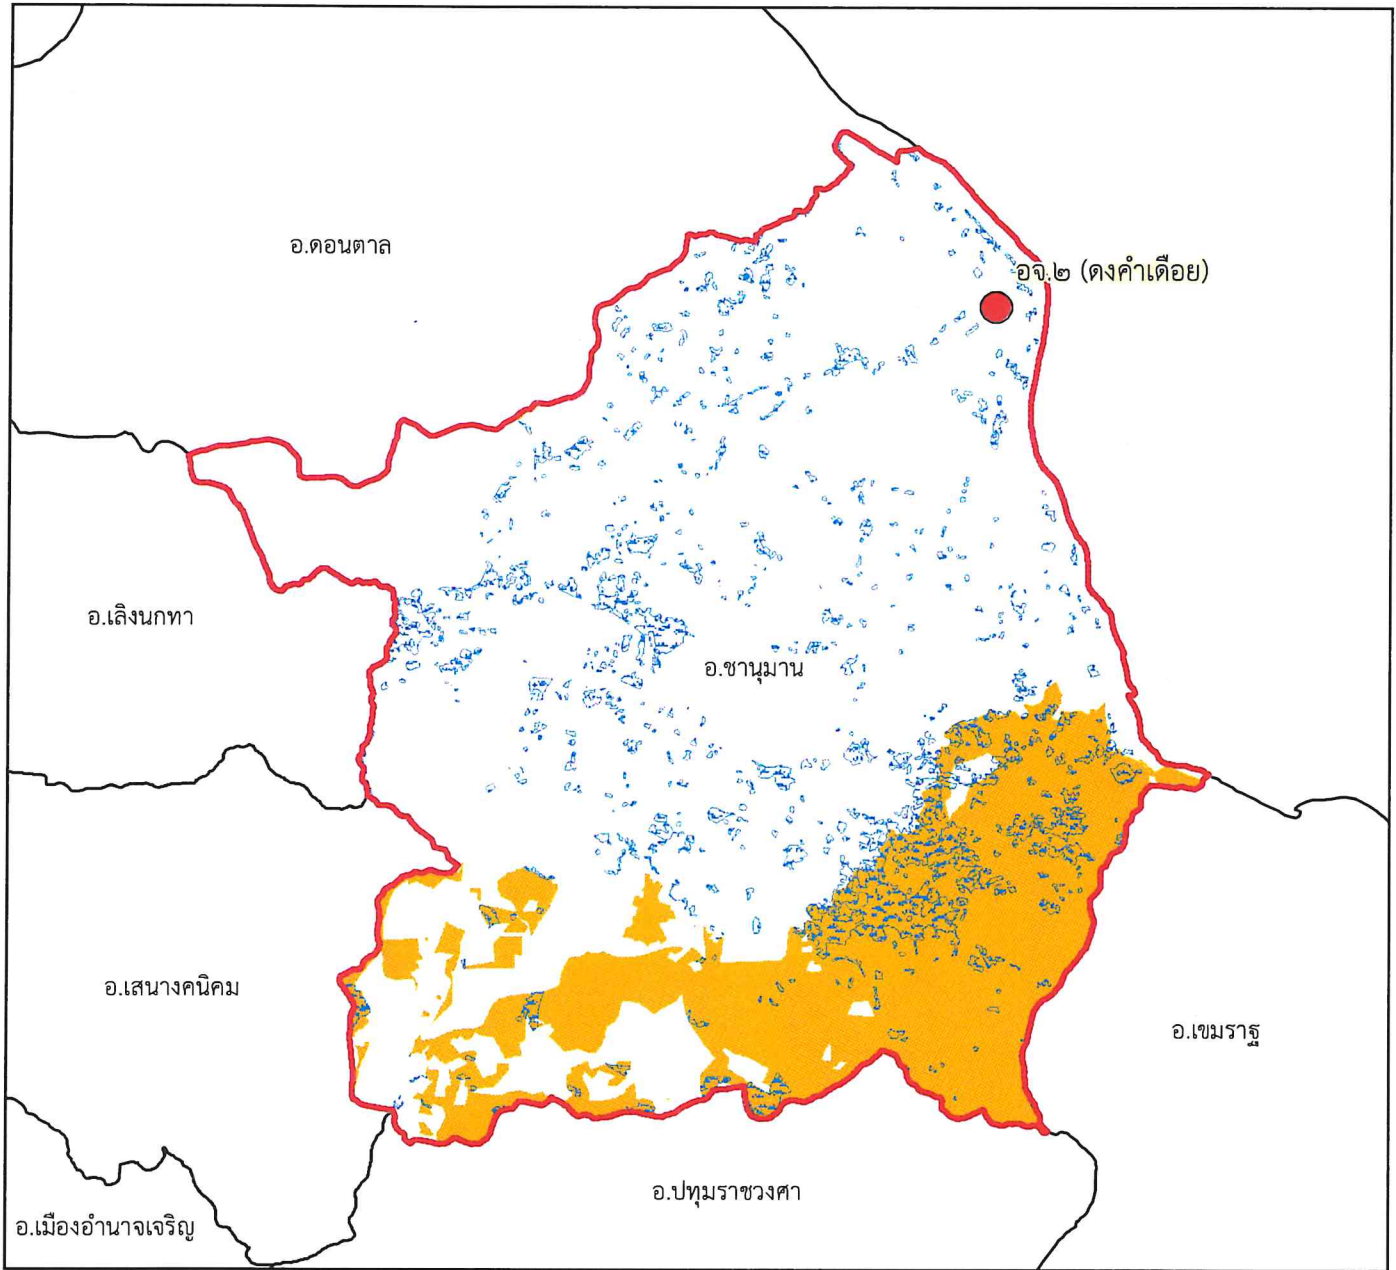 อ.ดอนตาล
อจ.๒ (ดงคำเดือย)
อ.เลิงนกทา
อ.ชานุมาน
อ.เสนางคนิคม
อ.เขมราฐ
อ.ปทุมราชวงศา
อ.เมืองอำนาจเจริญ